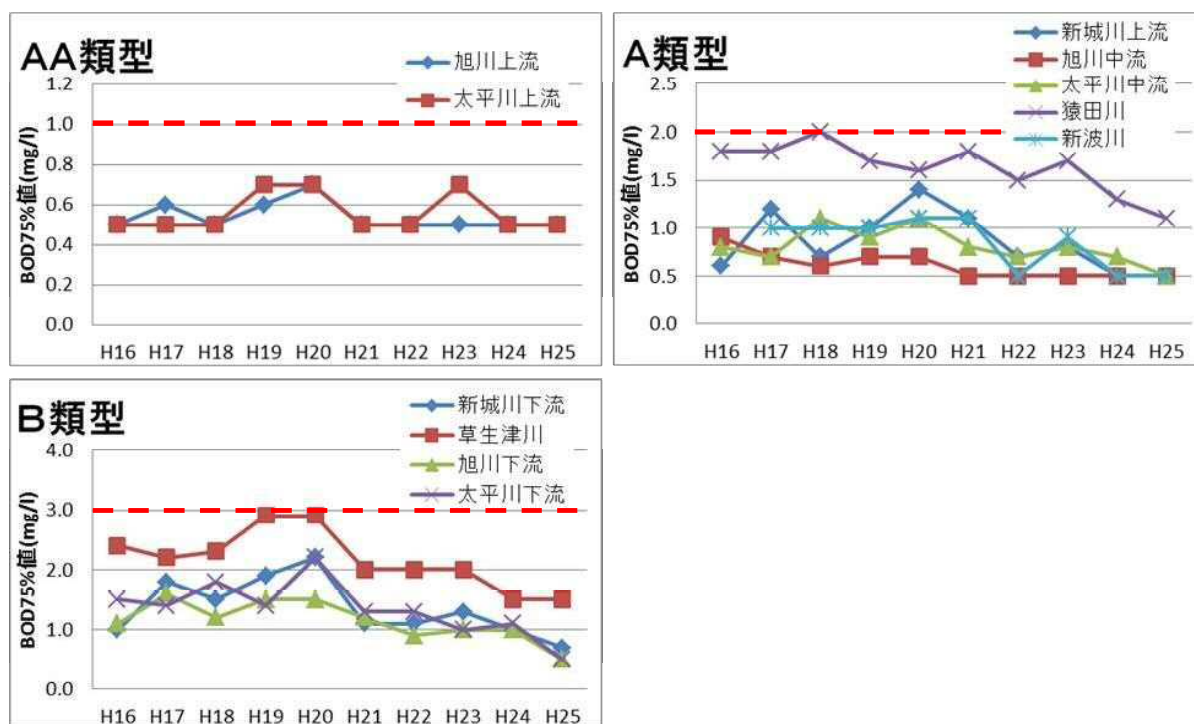 AA類型
旭川上流
太平川上流
BOD75%値(mg/l)
1.2
1.0
0.8
0.6
0.4
0.2
0.0
H16 H17 H18 H19 H20 H21 H22 H23 H24 H25
A類型
新城川上流
旭川中流
太平川中流
猿田川
新波川
BOD75%値(mg/l)
2.5
2.0
1.5
1.0
0.5
0.0
H16 H17 H18 H19 H20 H21 H22 H23 H24 H25
B類型
新城川下流
草生津川
旭川下流
太平川下流
BOD75%値(mg/l)
4.0
3.0
2.0
1.0
0.0
H16 H17 H18 H19 H20 H21 H22 H23 H24 H25